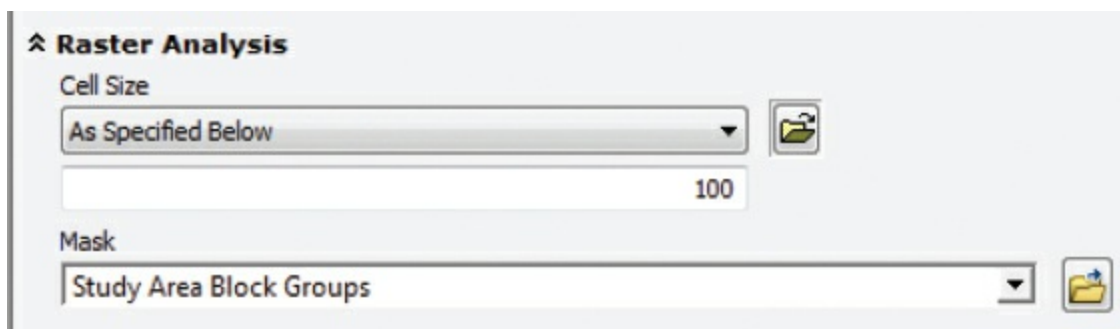 Raster Analysis
Cell Size
As Specified Below
100
Mask
Study Area Block Groups